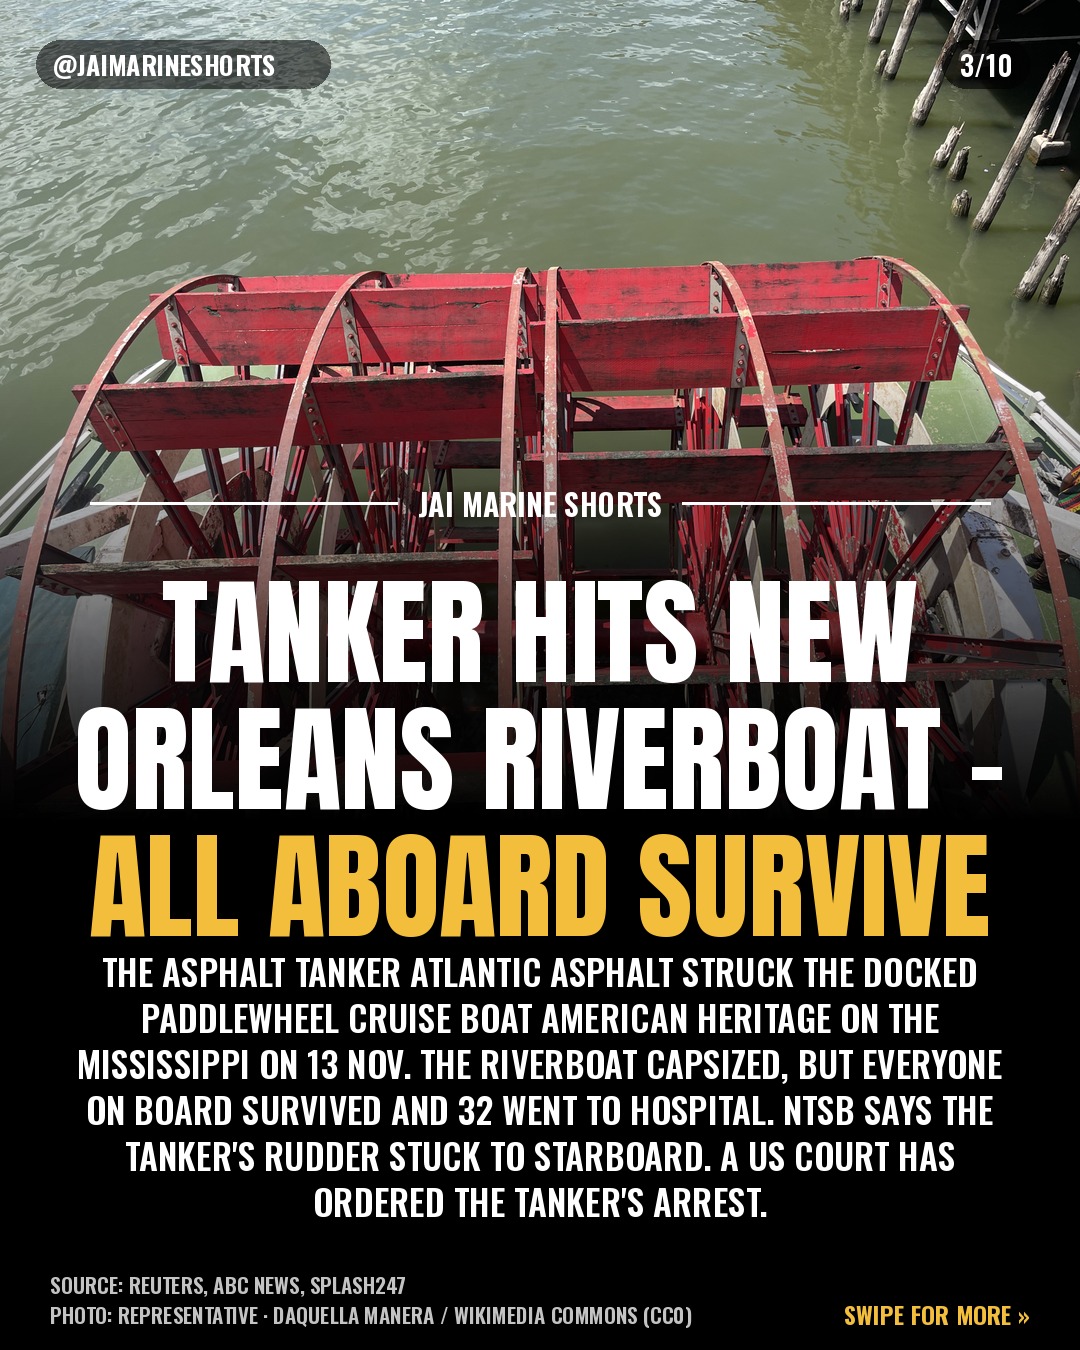 @JAIMARINESHORTS
3/10
JAI MARINE SHORTS
TANKER HITS NEW
ORLEANS RIVERBOAT -
ALL ABOARD SURVIVE
THE ASPHALT TANKER ATLANTIC ASPHALT STRUCK THE DOCKED
PADDLEWHEEL CRUISE BOAT AMERICAN HERITAGE ON THE
MISSISSIPPI ON 13 NOV. THE RIVERBOAT CAPSIZED, BUT EVERYONE
ON BOARD SURVIVED AND 32 WENT TO HOSPITAL. NTSB SAYS THE
TANKER'S RUDDER STUCK TO STARBOARD. A US COURT HAS
ORDERED THE TANKER'S ARREST.
SOURCE: REUTERS, ABC NEWS, SPLASH247
PHOTO: REPRESENTATIVE · DAQUELLA MANERA / WIKIMEDIA COMMONS (CC0)
SWIPE FOR MORE »